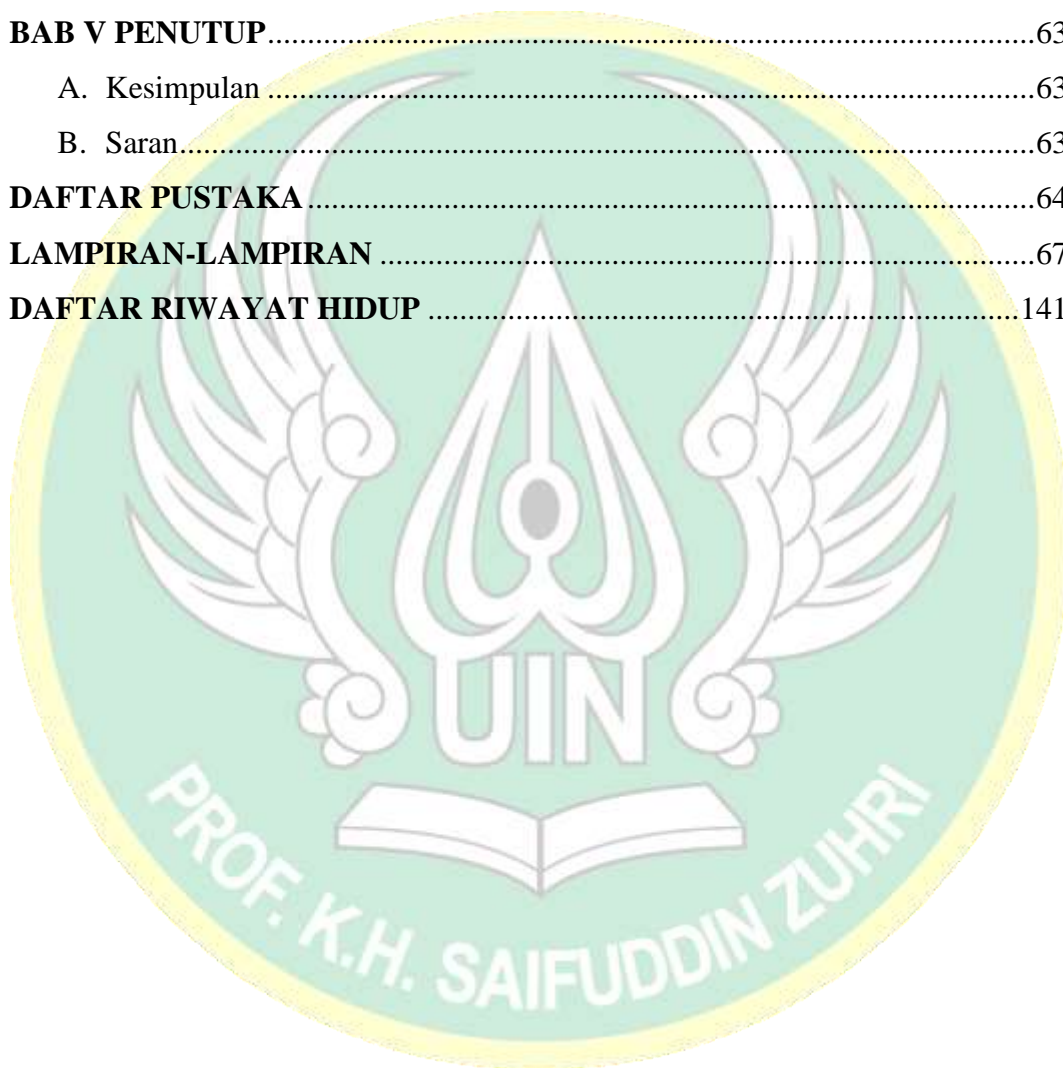 BAB V PENUTUP........................................................................................63
A. Kesimpulan........................................................................................63
B. Saran........................................................................................63
DAFTAR PUSTAKA........................................................................................64
LAMPIRAN-LAMPIRAN........................................................................................67
DAFTAR RIWAYAT HIDUP........................................................................................141
UIN
PROF. K.H. SAIFUDDIN ZUHRI